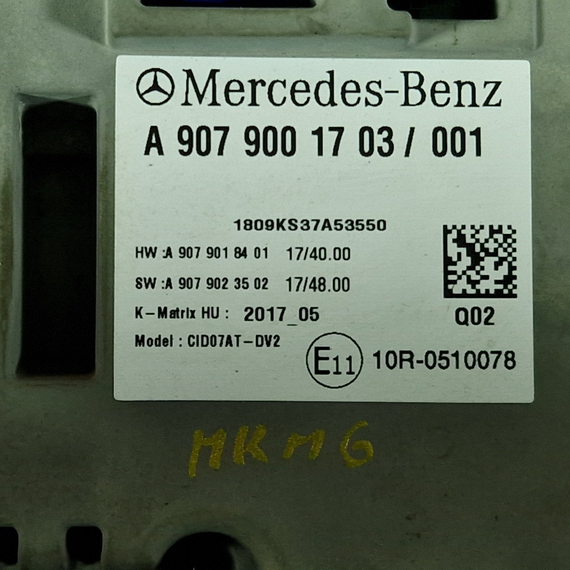 Mercedes-Benz
A 907 900 17 03 / 001
1809KS37A53550
HW :A 907 901 84 01 17/40.00
SW :A 907 902 35 02 17/48.00
K-Matrix HU : 2017_05
Model : CID07AT-DV2
Q02
E11 10R-0510078
MKMG